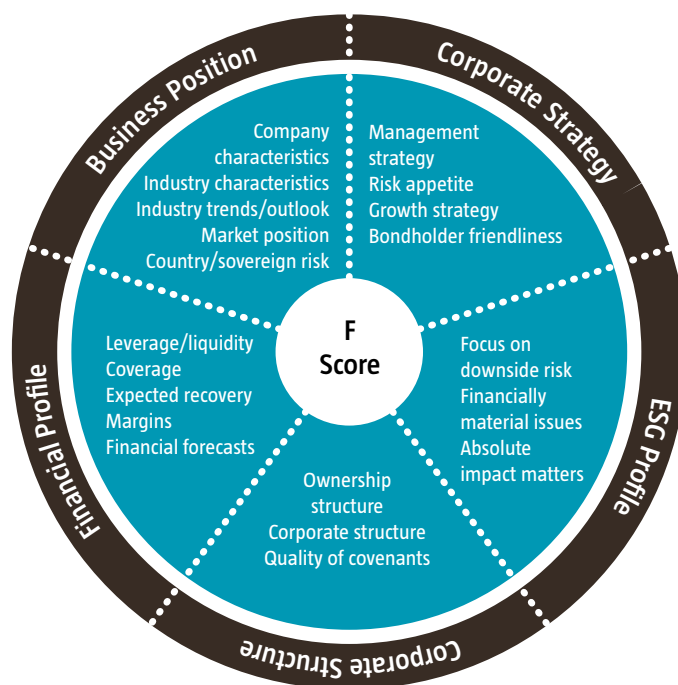 Business Position
Corporate Strategy
Company
characteristics
Industry characteristics
Industry trends/outlook
Market position
Country/sovereign risk
Management
strategy
Risk appetite
Growth strategy
Bondholder friendliness
F
Score
Leverage/liquidity
Coverage
Expected recovery
Margins
Financial forecasts
Focus on
downside risk
Financially
material issues
Absolute
impact matters
Ownership
structure
Corporate structure
Quality of covenants
Financial Profile
ESG Profile
Corporate Structure